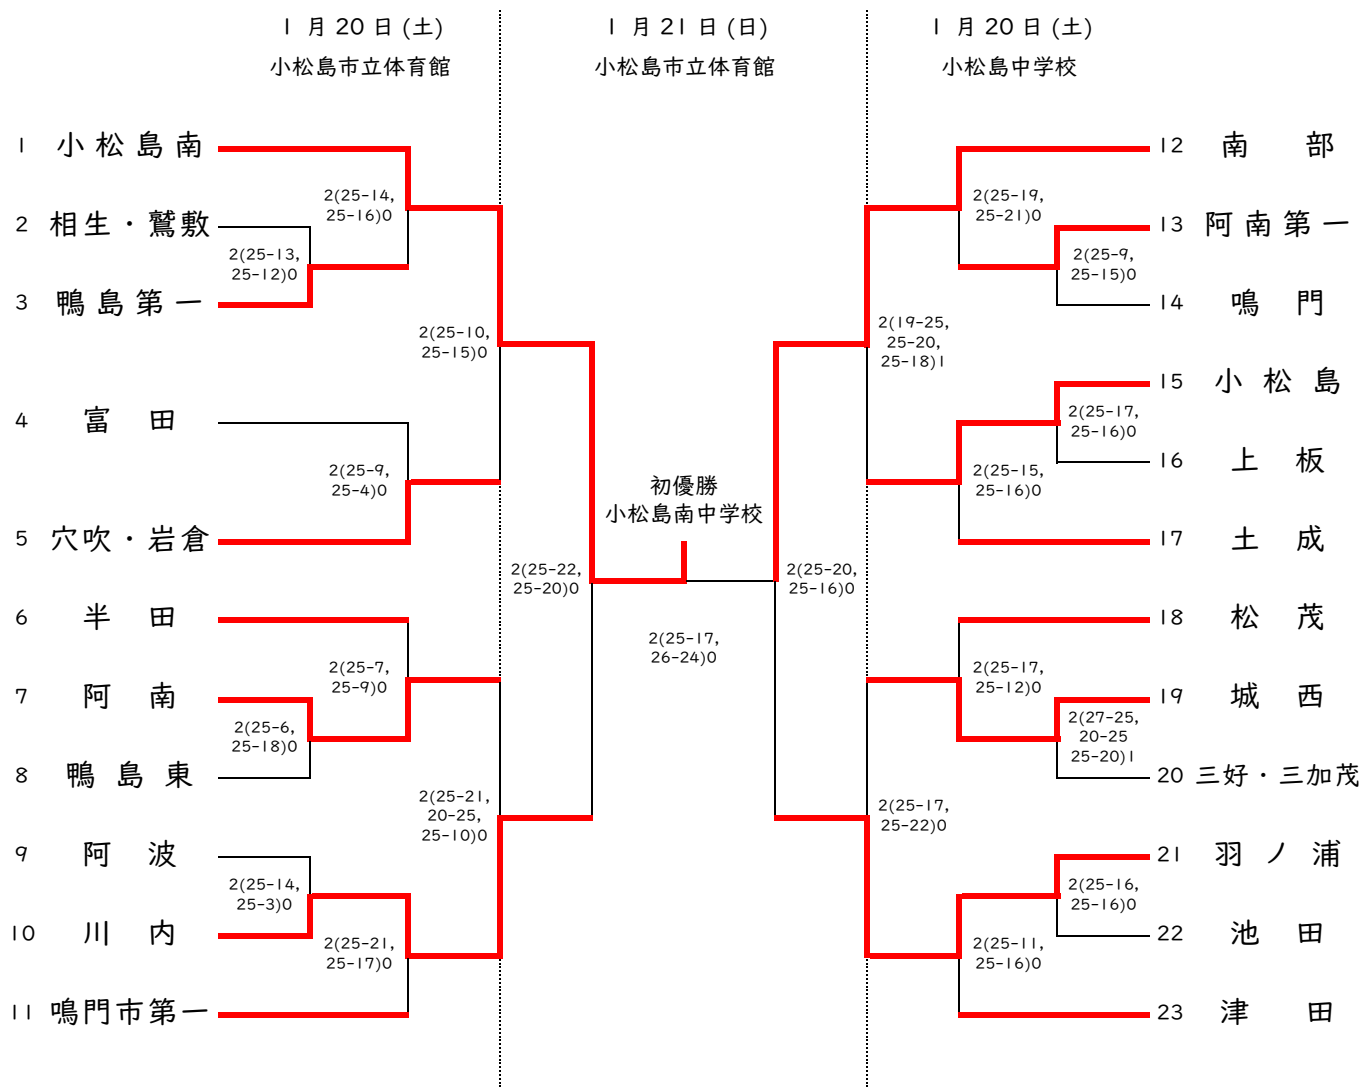 1月20日(土)
小松島市立体育館
1月21日(日)
小松島市立体育館
1月20日(土)
小松島中学校
1 小松島南
2 相生・鷲敷
3 鴨島第一
4 富田
5 穴吹・岩倉
6 半田
7 阿南
8 鴨島東
9 阿波
10 川内
11 鳴門市第一
2(25-14,
25-16)0
2(25-13,
25-12)0
2(25-10,
25-15)0
2(25-9,
25-4)0
2(25-22,
25-20)0
2(25-7,
25-9)0
2(25-6,
25-18)0
2(25-21,
20-25,
25-10)0
2(25-14,
25-3)0
2(25-21,
25-17)0
初優勝
小松島南中学校
2(25-17,
26-24)0
2(25-19,
25-21)0
2(25-9,
25-15)0
2(19-25,
25-20,
25-18)1
2(25-17,
25-16)0
2(25-15,
25-16)0
2(25-20,
25-16)0
2(25-17,
25-12)0
2(27-25,
20-25
25-20)1
2(25-17,
25-22)0
2(25-16,
25-16)0
2(25-11,
25-16)0
12 南部
13 阿南第一
14 鳴門
15 小松島
16 上板
17 土成
18 松茂
19 城西
20 三好・三加茂
21 羽ノ浦
22 池田
23 津田